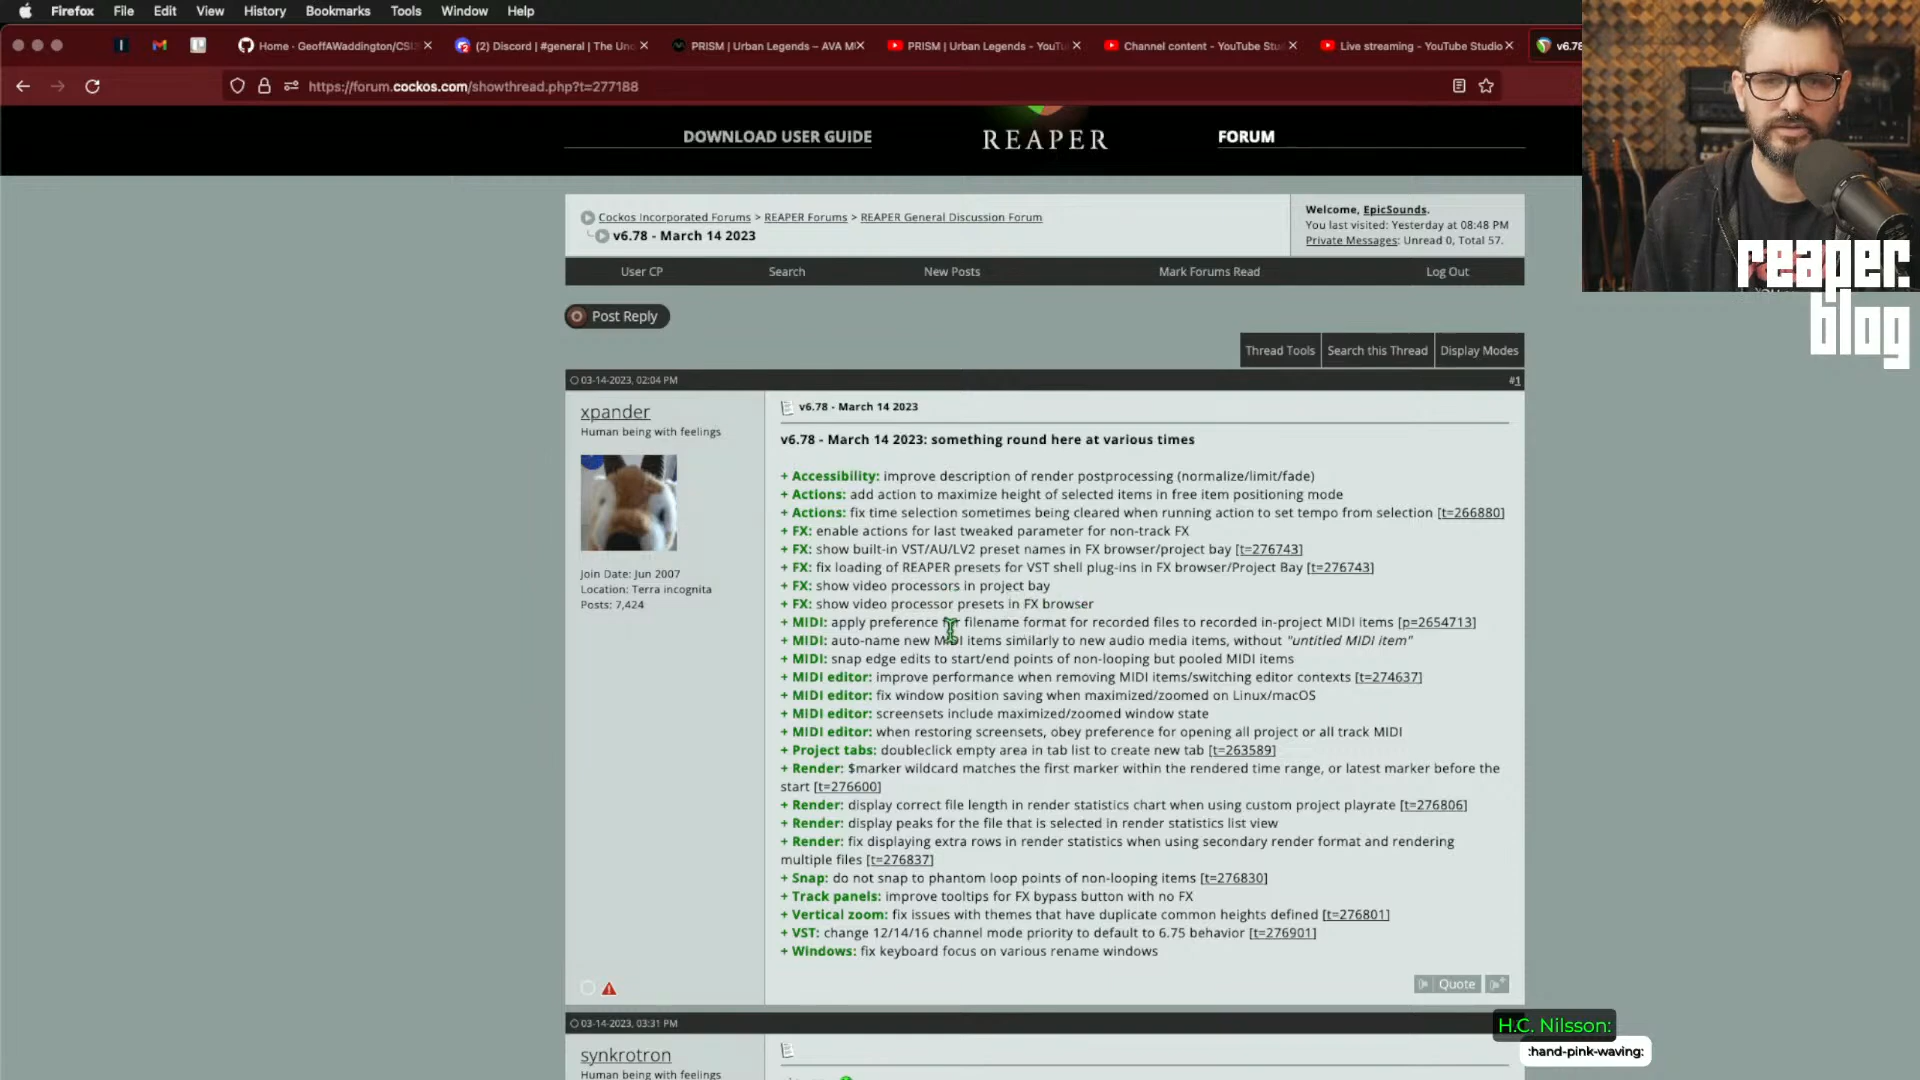 Firefox File Edit View History Bookmarks Tools Window Help
Home · GeoffAWaddington/CSI
(2) Discord | #general | The Unc
PRISM | Urban Legends – AVA M
PRISM | Urban Legends - YouTu
Channel content - YouTube Stu
Live streaming - YouTube Studio
v6.78
https://forum.cockos.com/showthread.php?t=277188
DOWNLOAD USER GUIDE
REAPER
FORUM
Cockos Incorporated Forums > REAPER Forums > REAPER General Discussion Forum
v6.78 - March 14 2023
Welcome, EpicSounds.
You last visited: Yesterday at 08:48 PM
Private Messages: Unread 0, Total 57.
reaper.
blog
User CP Search New Posts Mark Forums Read Log Out
Post Reply
Thread Tools Search this Thread Display Modes
03-14-2023, 02:04 PM #1
xpander
Human being with feelings
Join Date: Jun 2007
Location: Terra incognita
Posts: 7,424
v6.78 - March 14 2023
v6.78 - March 14 2023: something round here at various times
+ Accessibility: improve description of render postprocessing (normalize/limit/fade)
+ Actions: add action to maximize height of selected items in free item positioning mode
+ Actions: fix time selection sometimes being cleared when running action to set tempo from selection [t=266880]
+ FX: enable actions for last tweaked parameter for non-track FX
+ FX: show built-in VST/AU/LV2 preset names in FX browser/project bay [t=276743]
+ FX: fix loading of REAPER presets for VST shell plug-ins in FX browser/Project Bay [t=276743]
+ FX: show video processors in project bay
+ FX: show video processor presets in FX browser
+ MIDI: apply preference for filename format for recorded files to recorded in-project MIDI items [p=2654713]
+ MIDI: auto-name new MIDI items similarly to new audio media items, without "untitled MIDI item"
+ MIDI: snap edge edits to start/end points of non-looping but pooled MIDI items
+ MIDI editor: improve performance when removing MIDI items/switching editor contexts [t=274637]
+ MIDI editor: fix window position saving when maximized/zoomed on Linux/macOS
+ MIDI editor: screensets include maximized/zoomed window state
+ MIDI editor: when restoring screensets, obey preference for opening all project or all track MIDI
+ Project tabs: doubleclick empty area in tab list to create new tab [t=263589]
+ Render: $marker wildcard matches the first marker within the rendered time range, or latest marker before the
start [t=276600]
+ Render: display correct file length in render statistics chart when using custom project playrate [t=276806]
+ Render: display peaks for the file that is selected in render statistics list view
+ Render: fix displaying extra rows in render statistics when using secondary render format and rendering
multiple files [t=276837]
+ Snap: do not snap to phantom loop points of non-looping items [t=276830]
+ Track panels: improve tooltips for FX bypass button with no FX
+ Vertical zoom: fix issues with themes that have duplicate common heights defined [t=276801]
+ VST: change 12/14/16 channel mode priority to default to 6.75 behavior [t=276901]
+ Windows: fix keyboard focus on various rename windows
Quote
03-14-2023, 03:31 PM
H.C. Nilsson:
:hand-pink-waving:
synkrotron
Human being with feelings